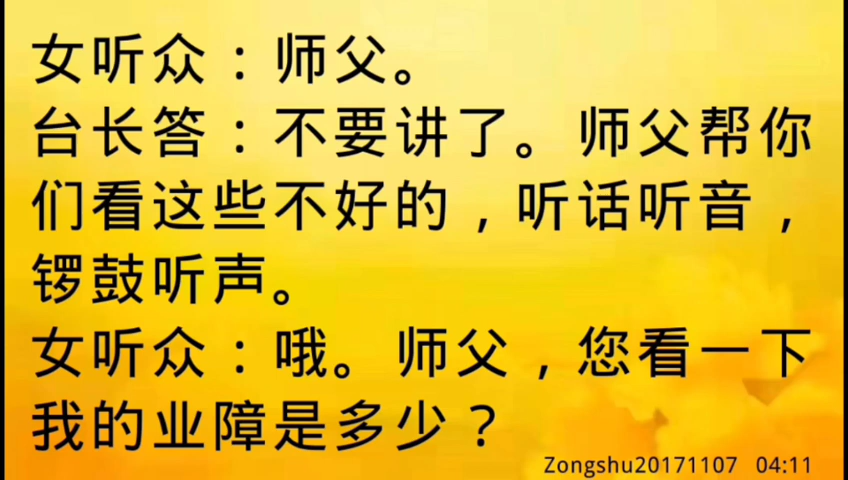 女听众：师父。
台长答：不要讲了。师父帮你
们看这些不好的，听话听音，
锣鼓听声。
女听众：哦。师父，您看一下
我的业障是多少？
Zongshu20171107 04:11